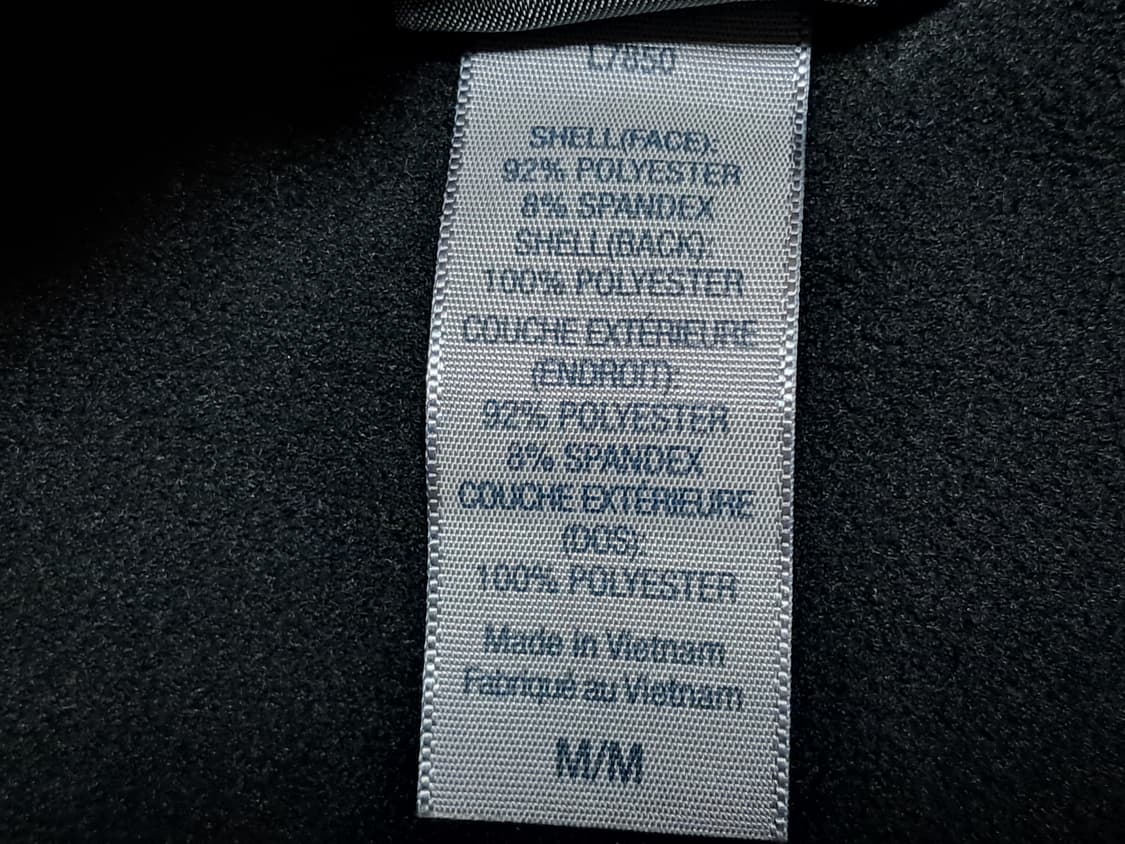 L7850
SHELL(FACE):
92% POLYESTER
8% SPANDEX
SHELL(BACK)
100% POLYESTER
COUCHE EXTÉRIEURE
(ENDROIT):
92% POLYESTER
8% SPANDEX
COUCHE EXTÉRIEURE
(DOS):
100% POLYESTER
Made In Vietnam
Fabriqué au Vietnam
M/M